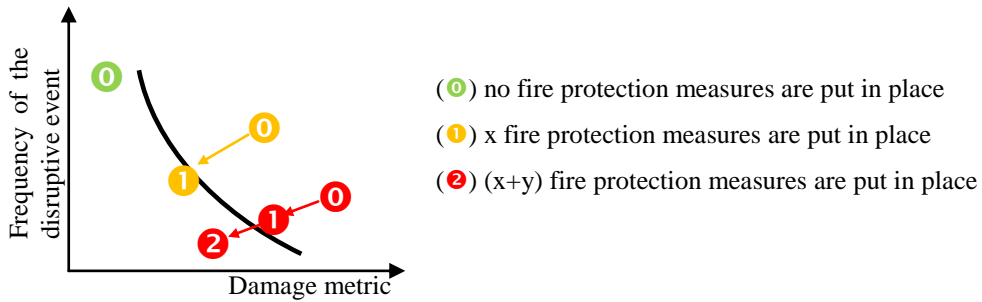 Frequency of the
disruptive event
0
0
1
0
1
2
Damage metric
(0) no fire protection measures are put in place
(1) x fire protection measures are put in place
(2) (x+y) fire protection measures are put in place